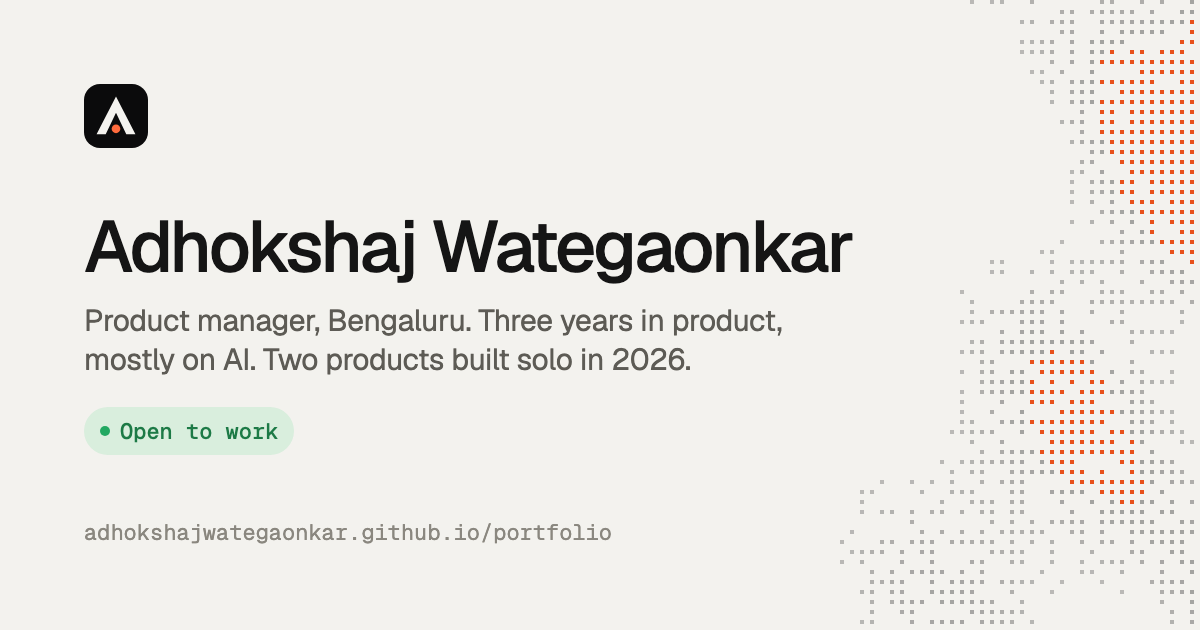 Adhokshaj Wategaonkar
Product manager, Bengaluru. Three years in product,
mostly on AI. Two products built solo in 2026.
Open to work
adhokshajwategaonkar.github.io/portfolio